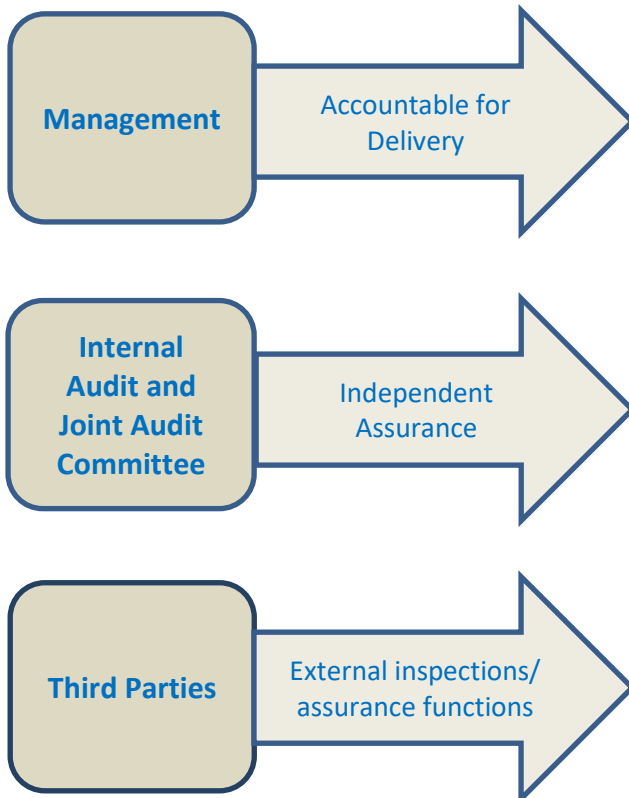 Management
Accountable for
Delivery
Internal
Audit and
Joint Audit
Committee
Independent
Assurance
Third Parties
External inspections/
assurance functions